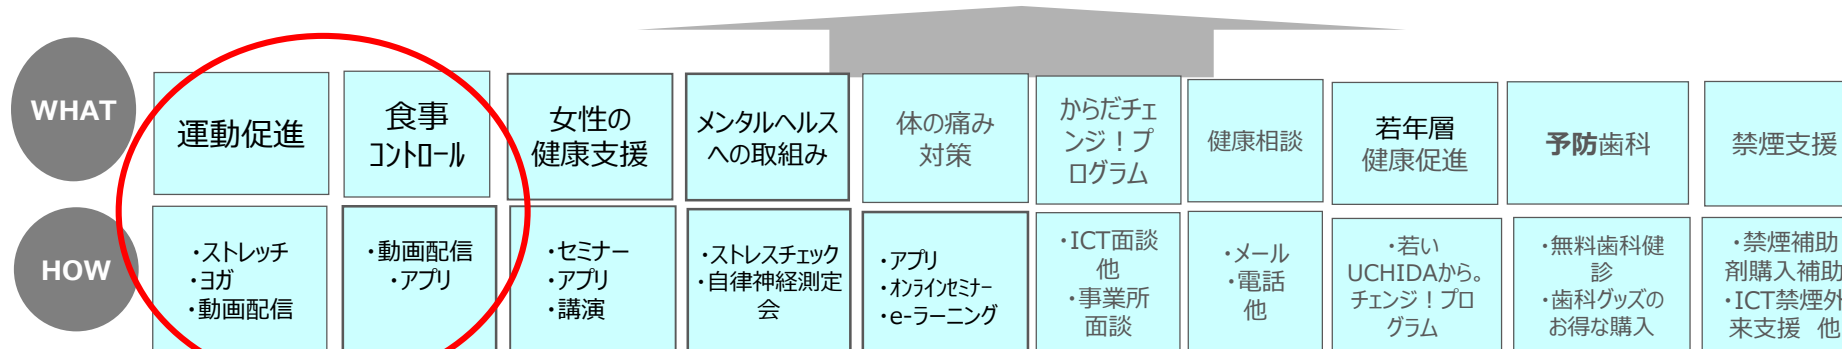 WHAT
運動促進
食事
コントロール
女性の
健康支援
メンタルヘルス
への取組み
体の痛み
対策
からだチェ
ンジ！プ
ログラム
健康相談
若年層
健康促進
予防歯科
禁煙支援
HOW
・ストレッチ
・ヨガ
・動画配信
・動画配信
・アプリ
・セミナー
・アプリ
・講演
・ストレスチェック
・自律神経測定
会
・アプリ
・オンラインセミナー
・e-ラーニング
・ICT面談
他
・事業所
面談
・メール
・電話
他
・若い
UCHIDAから。
チェンジ！プロ
グラム
・無料歯科健
診
・歯科グッズの
お得な購入
・禁煙補助
剤購入補助
・ICT禁煙外
来支援 他